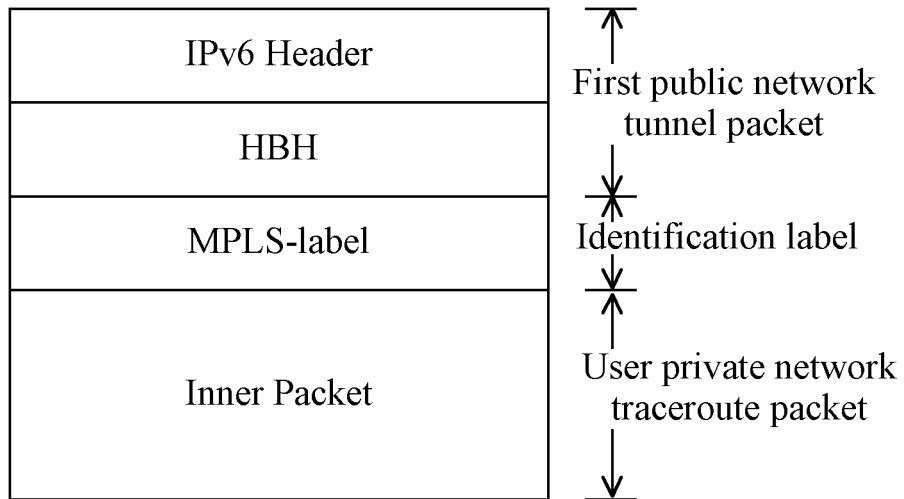 IPv6 Header
HBH
First public network
tunnel packet
MPLS-label
Identification label
Inner Packet
User private network
traceroute packet